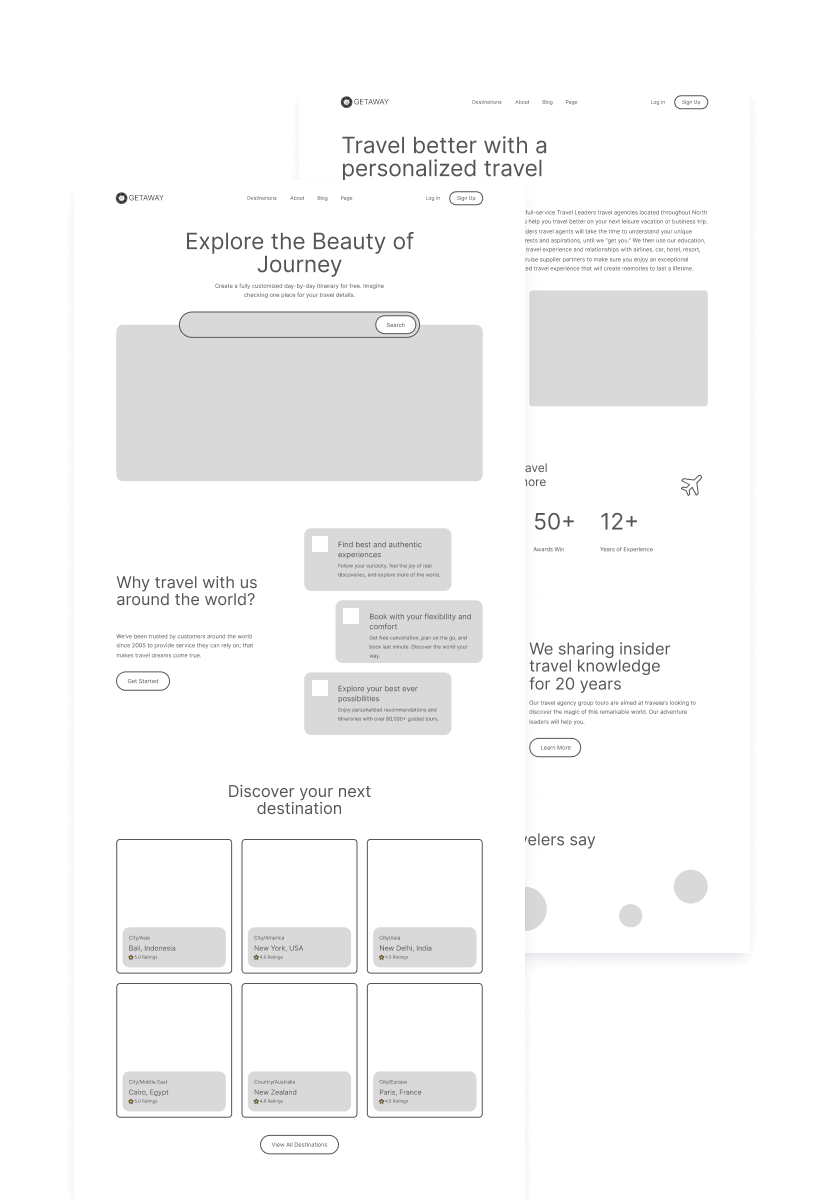 GETAWAY
Destinations About Blog Page
Log in Sign Up
Travel better with a
personalized travel
full-service Travel Leaders travel agencies located throughout North
help you travel better on your next leisure vacation or business trip.
ders travel agents will take the time to understand your unique
rests and aspirations, until we "get you." We then use our education,
travel experience and relationships with airlines, car, hotel, resort,
ruise supplier partners to make sure you enjoy an exceptional
ed travel experience that will create memories to last a lifetime.
avel
nore
50+ 12+
Awards Win Years of Experience
We sharing insider
travel knowledge
for 20 years
Our travel agency group tours are aimed at travelers looking to
discover the magic of this remarkable world. Our adventure
leaders will help you.
Learn More
velers say
GETAWAY
Destinations About Blog Page
Log in Sign Up
Explore the Beauty of
Journey
Create a fully customized day-by-day itinerary for free. Imagine
checking one place for your travel details.
Search
Why travel with us
around the world?
We've been trusted by customers around the world
since 2005 to provide service they can rely on; that
makes travel dreams come true.
Get Started
Find best and authentic
experiences
Follow your curiosity, feel the joy of real
discoveries, and explore more of the world.
Book with your flexibility and
comfort
Get free cancellation, plan on the go, and
book last minute. Discover the world your
way.
Explore your best ever
possibilities
Enjoy personalized recommendations and
itineraries with over 60,000+ guided tours.
Discover your next
destination
City/Asia
Bali, Indonesia
5.0 Ratings
City/America
New York, USA
4.8 Ratings
City/Asia
New Delhi, India
4.5 Ratings
City/Middle East
Cairo, Egypt
5.0 Ratings
Country/Australia
New Zealand
4.8 Ratings
City/Europe
Paris, France
4.5 Ratings
View All Destinations